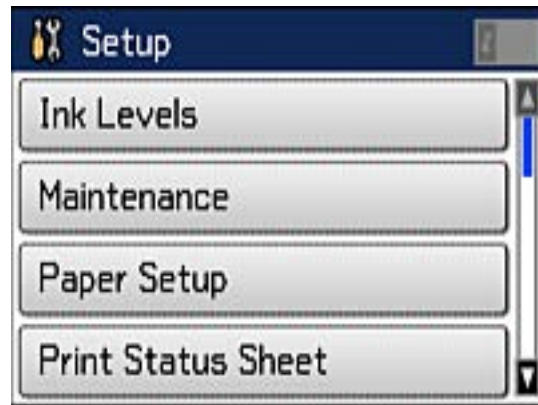 Setup
Ink Levels
Maintenance
Paper Setup
Print Status Sheet